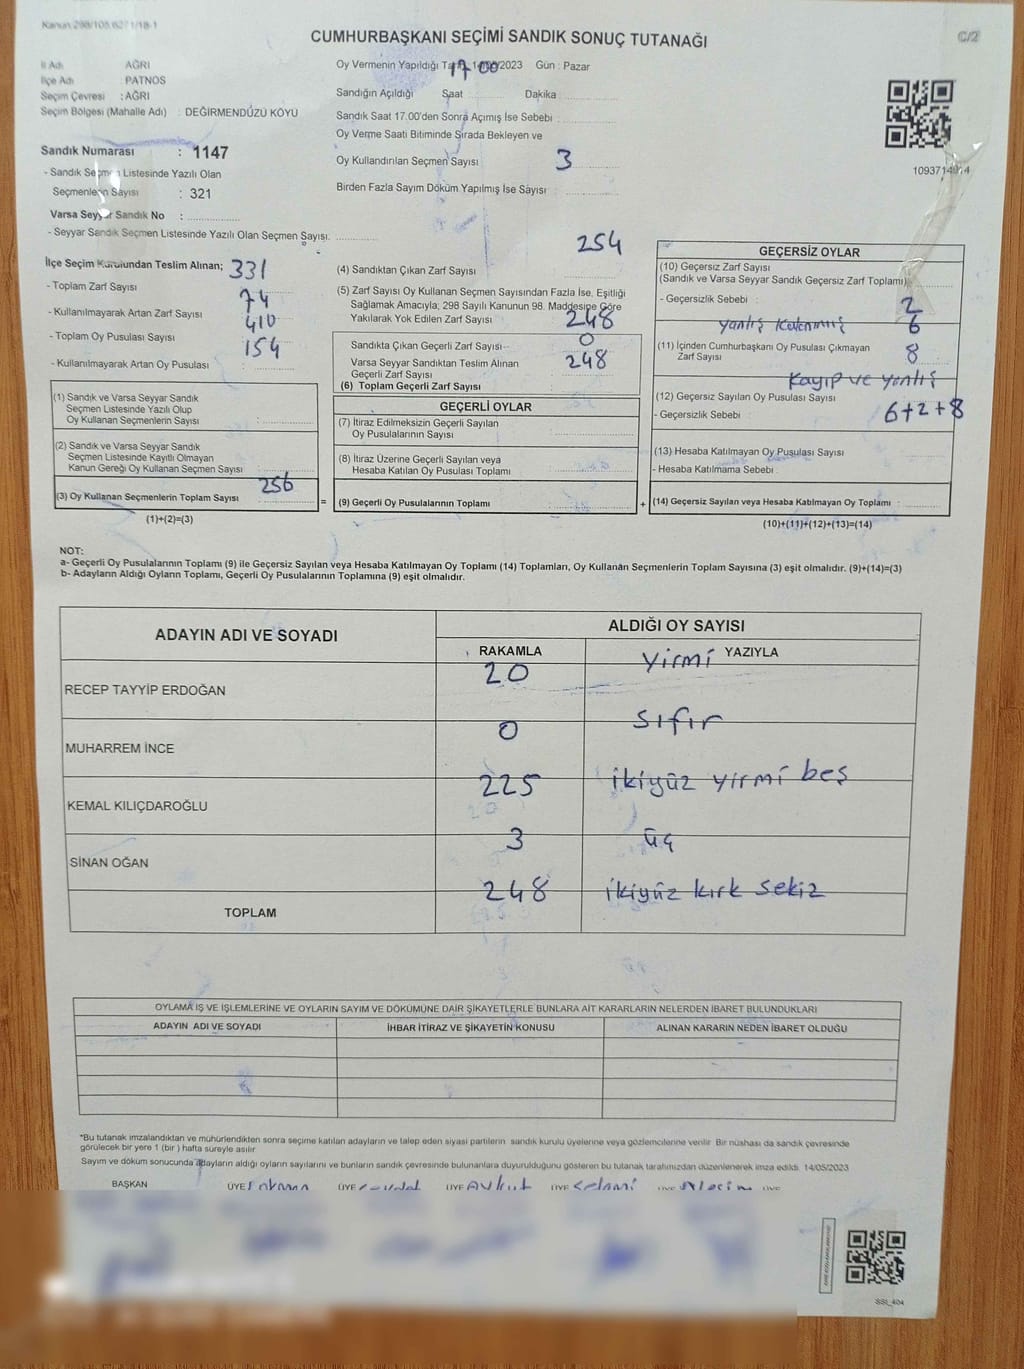 Kanun:298/105,6271/18-1
CUMHURBAŞKANI SEÇİMİ SANDIK SONUÇ TUTANAĞI
C/2
İl Adı AĞRI
İlçe Adı : PATNOS
Seçim Çevresi : AĞRI
Seçim Bölgesi (Mahalle Adı) : DEĞİRMENDÜZÜ KÖYÜ
Sandık Numarası : 1147
- Sandık Seçmen Listesinde Yazılı Olan
Seçmenlerin Sayısı : 321
Varsa Seyyar Sandık No :
- Seyyar Sandık Seçmen Listesinde Yazılı Olan Seçmen Sayısı:
Oy Vermenin Yapıldığı /2023 Gün : Pazar
17 00
Sandığın Açıldığı Saat Dakika
Sandık Saat 17.00'den Sonra Açımış İse Sebebi :
Oy Verme Saati Bitiminde Sırada Bekleyen ve
Oy Kullandırılan Seçmen Sayısı 3
Birden Fazla Sayım Döküm Yapılmış İse Sayısı :
İlçe Seçim Kurulundan Teslim Alınan; 331
- Toplam Zarf Sayısı
74
- Kullanılmayarak Artan Zarf Sayısı
410
- Toplam Oy Pusulası Sayısı 154
- Kullanılmayarak Artan Oy Pusulası :
254
(4) Sandıktan Çıkan Zarf Sayısı
(5) Zarf Sayısı Oy Kullanan Seçmen Sayısından Fazla İse, Eşitliği
Sağlamak Amacıyla; 298 Sayılı Kanunun 98. Maddesine Göre
Yakılarak Yok Edilen Zarf Sayısı 248
Sandıkta Çıkan Geçerli Zarf Sayısı 0
Varsa Seyyar Sandıktan Teslim Alınan 248
Geçerli Zarf Sayısı
(6) Toplam Geçerli Zarf Sayısı :
GEÇERSİZ OYLAR
(10) Geçersiz Zarf Sayısı
(Sandık ve Varsa Seyyar Sandık Geçersiz Zarf Toplamı)
- Geçersizlik Sebebi : 2
yanlış 6
(11) İçinden Cumhurbaşkanı Oy Pusulası Çıkmayan 8
Zarf Sayısı
Kayıp ve yanlış
(12) Geçersiz Sayılan Oy Pusulası Sayısı
- Geçersizlik Sebebi : 6+2+8
(13) Hesaba Katılmayan Oy Pusulası Sayısı
- Hesaba Katılmama Sebebi
(14) Geçersiz Sayılan veya Hesaba Katılmayan Oy Toplamı :
(10)+(11)+(12)+(13)=(14)
(1) Sandık ve Varsa Seyyar Sandık
Seçmen Listesinde Yazılı Olup
Oy Kullanan Seçmenlerin Sayısı :
(2) Sandık ve Varsa Seyyar Sandık
Seçmen Listesinde Kayıtlı Olmayan
Kanun Gereği Oy Kullanan Seçmen Sayısı
256
(3) Oy Kullanan Seçmenlerin Toplam Sayısı =
(1)+(2)=(3)
GEÇERLİ OYLAR
(7) İtiraz Edilmeksizin Geçerli Sayılan
Oy Pusulalarının Sayısı :
(8) İtiraz Üzerine Geçerli Sayılan veya
Hesaba Katılan Oy Pusulası Toplamı :
(9) Geçerli Oy Pusulalarının Toplamı : +
NOT:
a- Geçerli Oy Pusulalarının Toplamı (9) ile Geçersiz Sayılan veya Hesaba Katılmayan Oy Toplamı (14) Toplamları, Oy Kullanan Seçmenlerin Toplam Sayısına (3) eşit olmalıdır. (9)+(14)=(3)
b- Adayların Aldığı Oyların Toplamı, Geçerli Oy Pusulalarının Toplamına (9) eşit olmalıdır.
ADAYIN ADI VE SOYADI ALDIĞI OY SAYISI
RAKAMLA YAZIYLA
20 yirmi
RECEP TAYYİP ERDOĞAN
0 sıfır
MUHARREM İNCE
225 ikiyüz yirmi beş
KEMAL KILIÇDAROĞLU
3 üç
SİNAN OĞAN
248 ikiyüz kırk sekiz
TOPLAM
OYLAMA İŞ VE İŞLEMLERİNE VE OYLARIN SAYIM VE DÖKÜMÜNE DAİR ŞİKAYETLERLE BUNLARA AİT KARARLARIN NELERDEN İBARET BULUNDUKLARI
ADAYIN ADI VE SOYADI İHBAR İTİRAZ VE ŞİKAYETİN KONUSU ALINAN KARARIN NEDEN İBARET OLDUĞU
*Bu tutanak imzalandıktan ve mühürlendikten sonra seçime katılan adayların ve talep eden siyasi partilerin sandık kurulu üyelerine veya gözlemcilerine verilir. Bir nüshası da sandık çevresinde
görülecek bir yere 1 (bir) hafta süreyle asılır
Sayım ve döküm sonucunda adayların aldığı oyların sayılarını ve bunların sandık çevresinde bulunanlara duyurulduğunu gösteren bu tutanak tarafımızdan düzenlenerek imza edildi. 14/05/2023
BAŞKAN ÜYE ÜYE ÜYE Aykut ÜYE Selami ÜYE ÜYE
SSI_404